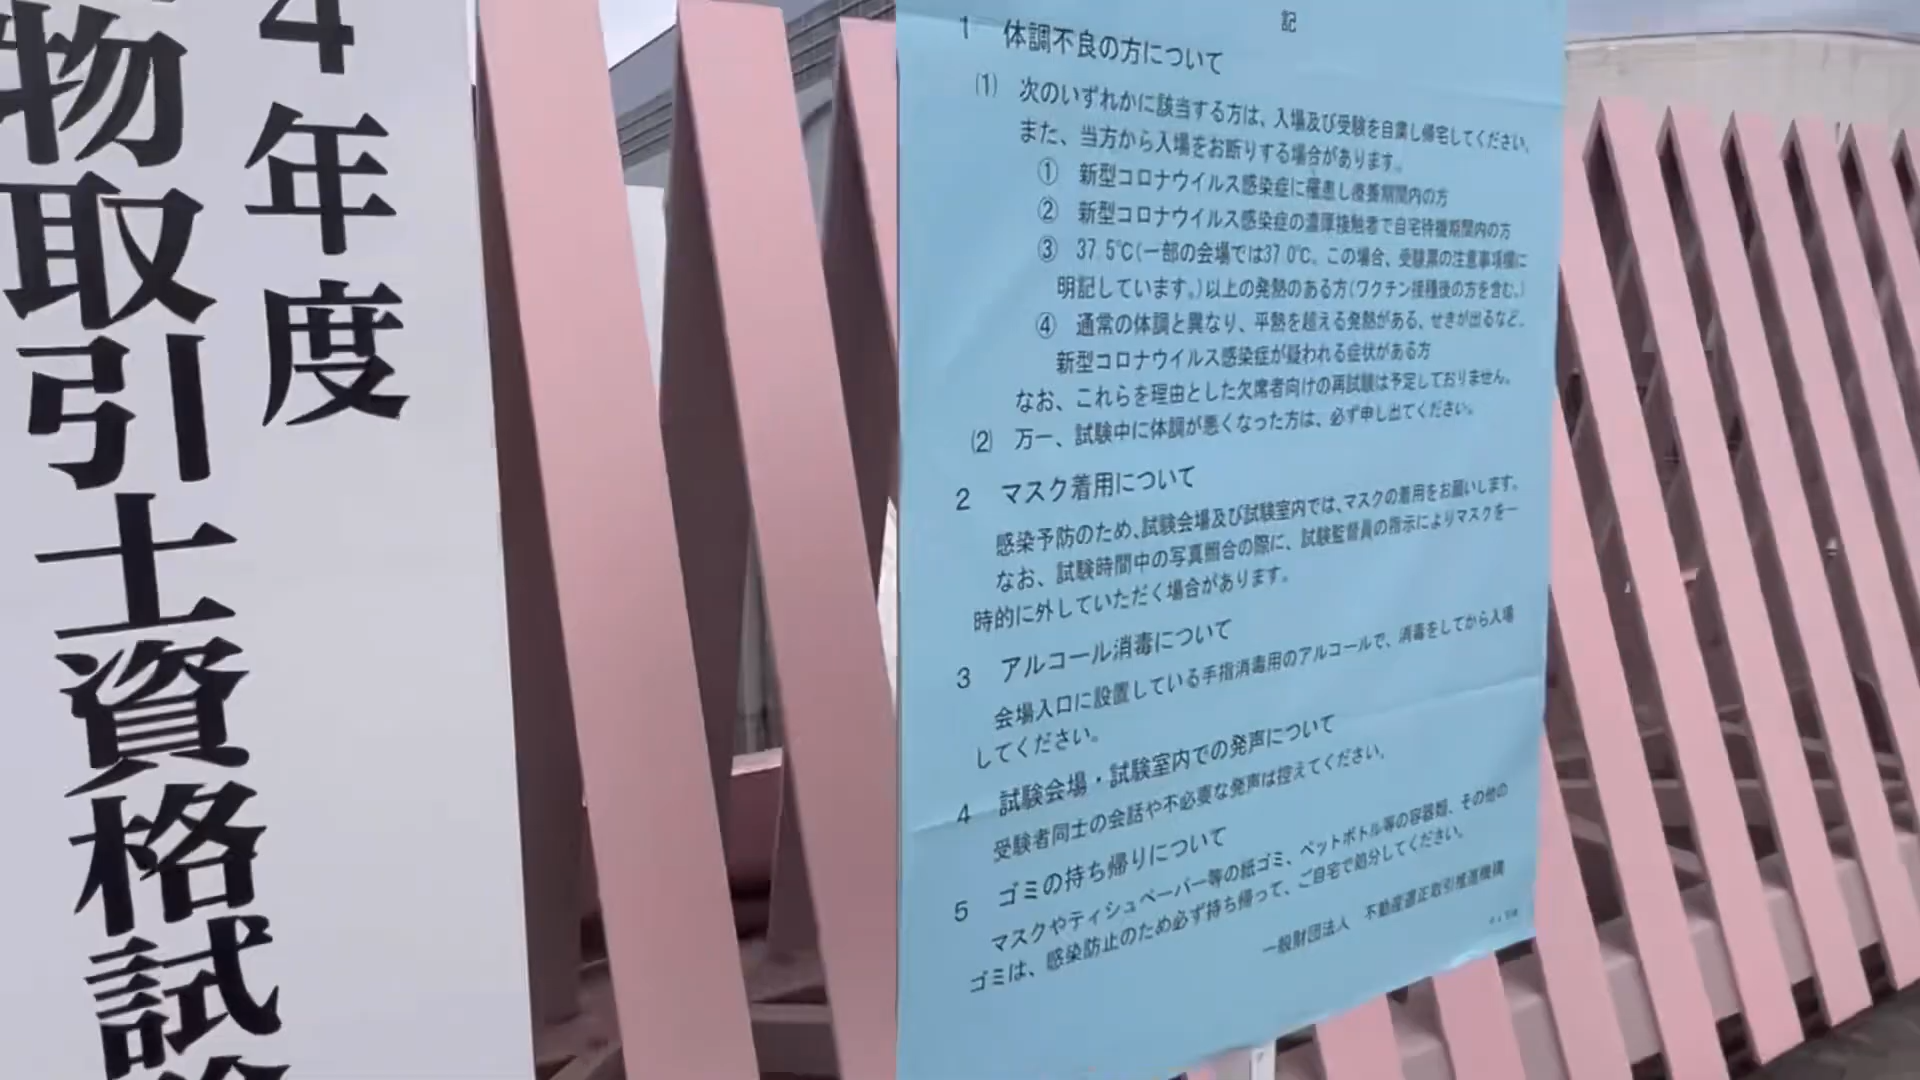 4年度
物取引士資格試
記
1 体調不良の方について
(1) 次のいずれかに該当する方は、入場及び受験を自粛し帰宅してください。
また、当方から入場をお断りする場合があります。
① 新型コロナウイルス感染症に罹患し療養期間内の方
② 新型コロナウイルス感染症の濃厚接触者で自宅待機期間内の方
③ 37.5℃(一部の会場では37.0℃。この場合、受験票の注意事項欄に
明記しています。)以上の発熱のある方(ワクチン接種後の方を含む。)
④ 通常の体調と異なり、平熱を超える発熱がある、せきが出るなど、
新型コロナウイルス感染症が疑われる症状がある方
なお、これらを理由とした欠席者向けの再試験は予定しておりません。
(2) 万一、試験中に体調が悪くなった方は、必ず申し出てください。
2 マスク着用について
感染予防のため、試験会場及び試験室内では、マスクの着用をお願いします。
なお、試験時間中の写真照合の際に、試験監督員の指示によりマスクを一
時的に外していただく場合があります。
3 アルコール消毒について
会場入口に設置している手指消毒用のアルコールで、消毒をしてから入場
してください。
4 試験会場・試験室内での発声について
受験者同士の会話や不必要な発声は控えてください。
5 ゴミの持ち帰りについて
マスクやティシュペーパー等の紙ゴミ、ペットボトル等の容器類、その他の
ゴミは、感染防止のため必ず持ち帰って、ご自宅で処分してください。
一般財団法人 不動産適正取引推進機構